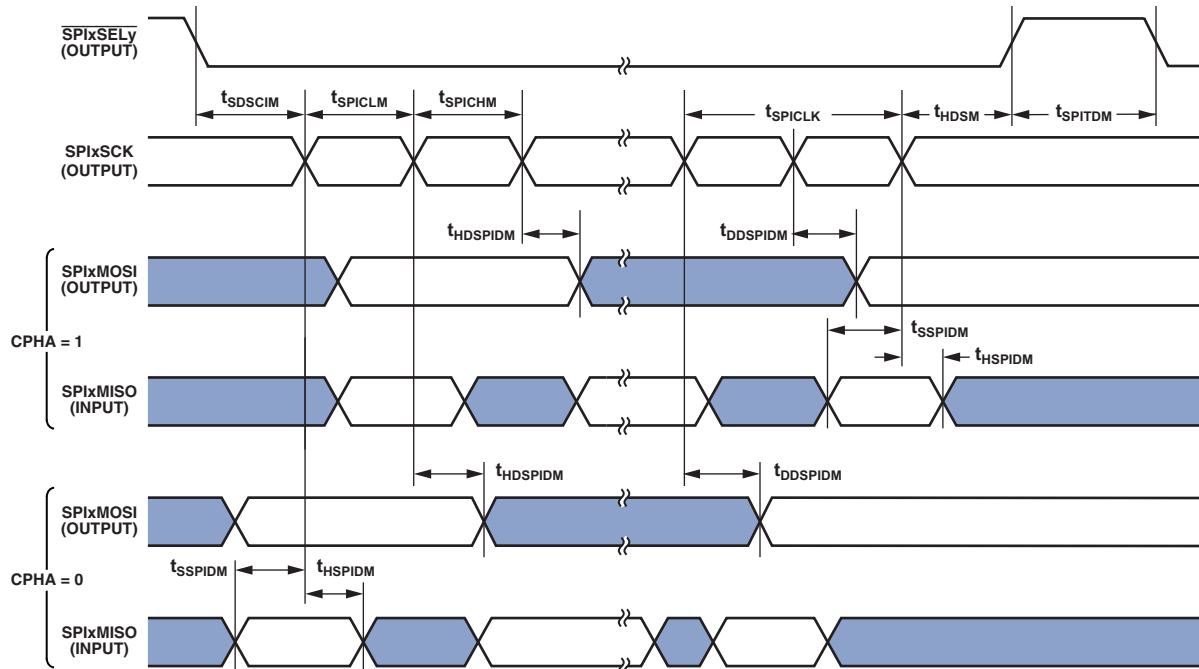 SPIxSELy
(OUTPUT)
tSDSCIM tSPICLM tSPICHM tSPICLK tHDSM tSPITDM
SPIxSCK
(OUTPUT)
tHDSPIDM tDDSPIDM
SPIxMOSI
(OUTPUT)
CPHA = 1
tSSPIDM
tHSPIDM
SPIxMISO
(INPUT)
tHDSPIDM tDDSPIDM
SPIxMOSI
(OUTPUT)
CPHA = 0
tSSPIDM tHSPIDM
SPIxMISO
(INPUT)